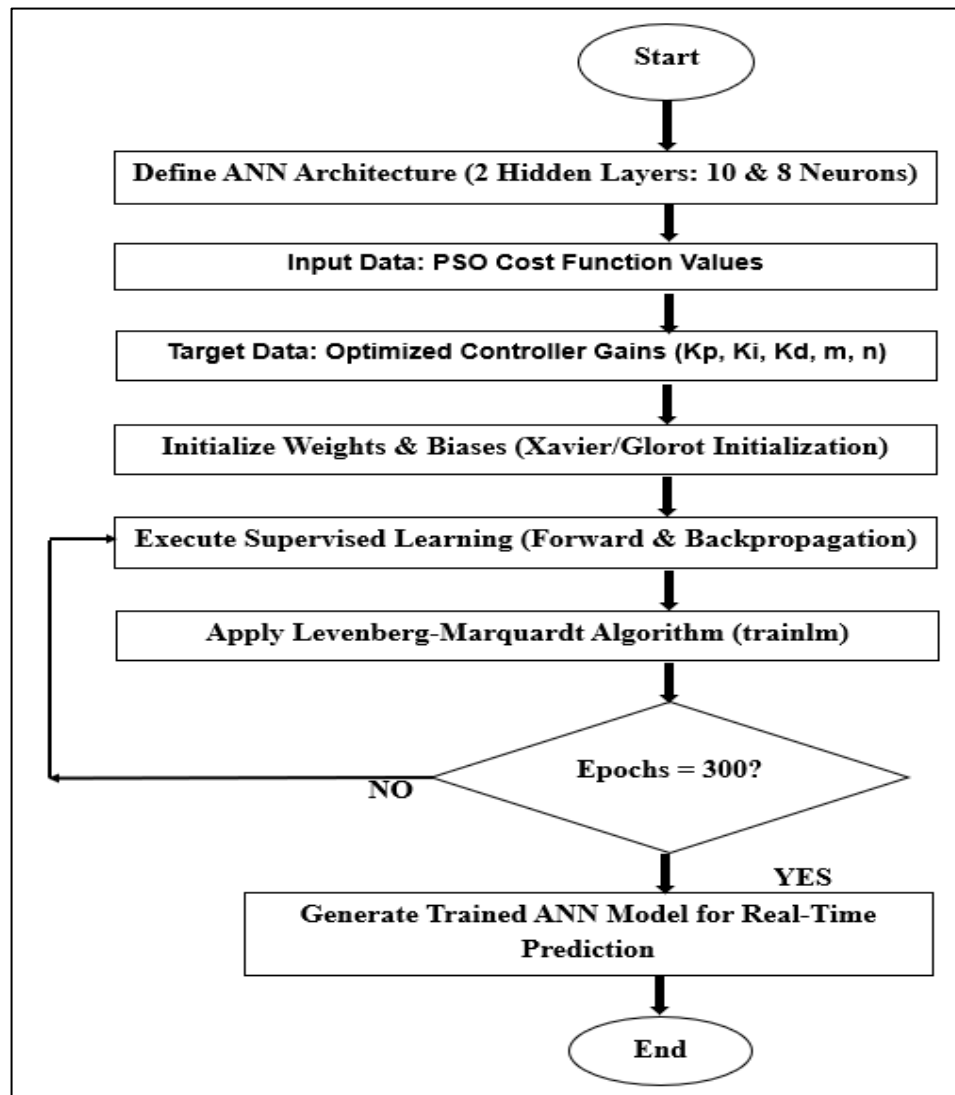 Start
Define ANN Architecture (2 Hidden Layers: 10 & 8 Neurons)
Input Data: PSO Cost Function Values
Target Data: Optimized Controller Gains (Kp, Ki, Kd, m, n)
Initialize Weights & Biases (Xavier/Glorot Initialization)
Execute Supervised Learning (Forward & Backpropagation)
Apply Levenberg-Marquardt Algorithm (trainlm)
Epochs = 300?
NO
YES
Generate Trained ANN Model for Real-Time
Prediction
End